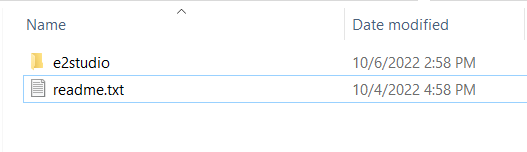 Name Date modified
e2studio 10/6/2022 2:58 PM
readme.txt 10/4/2022 4:58 PM